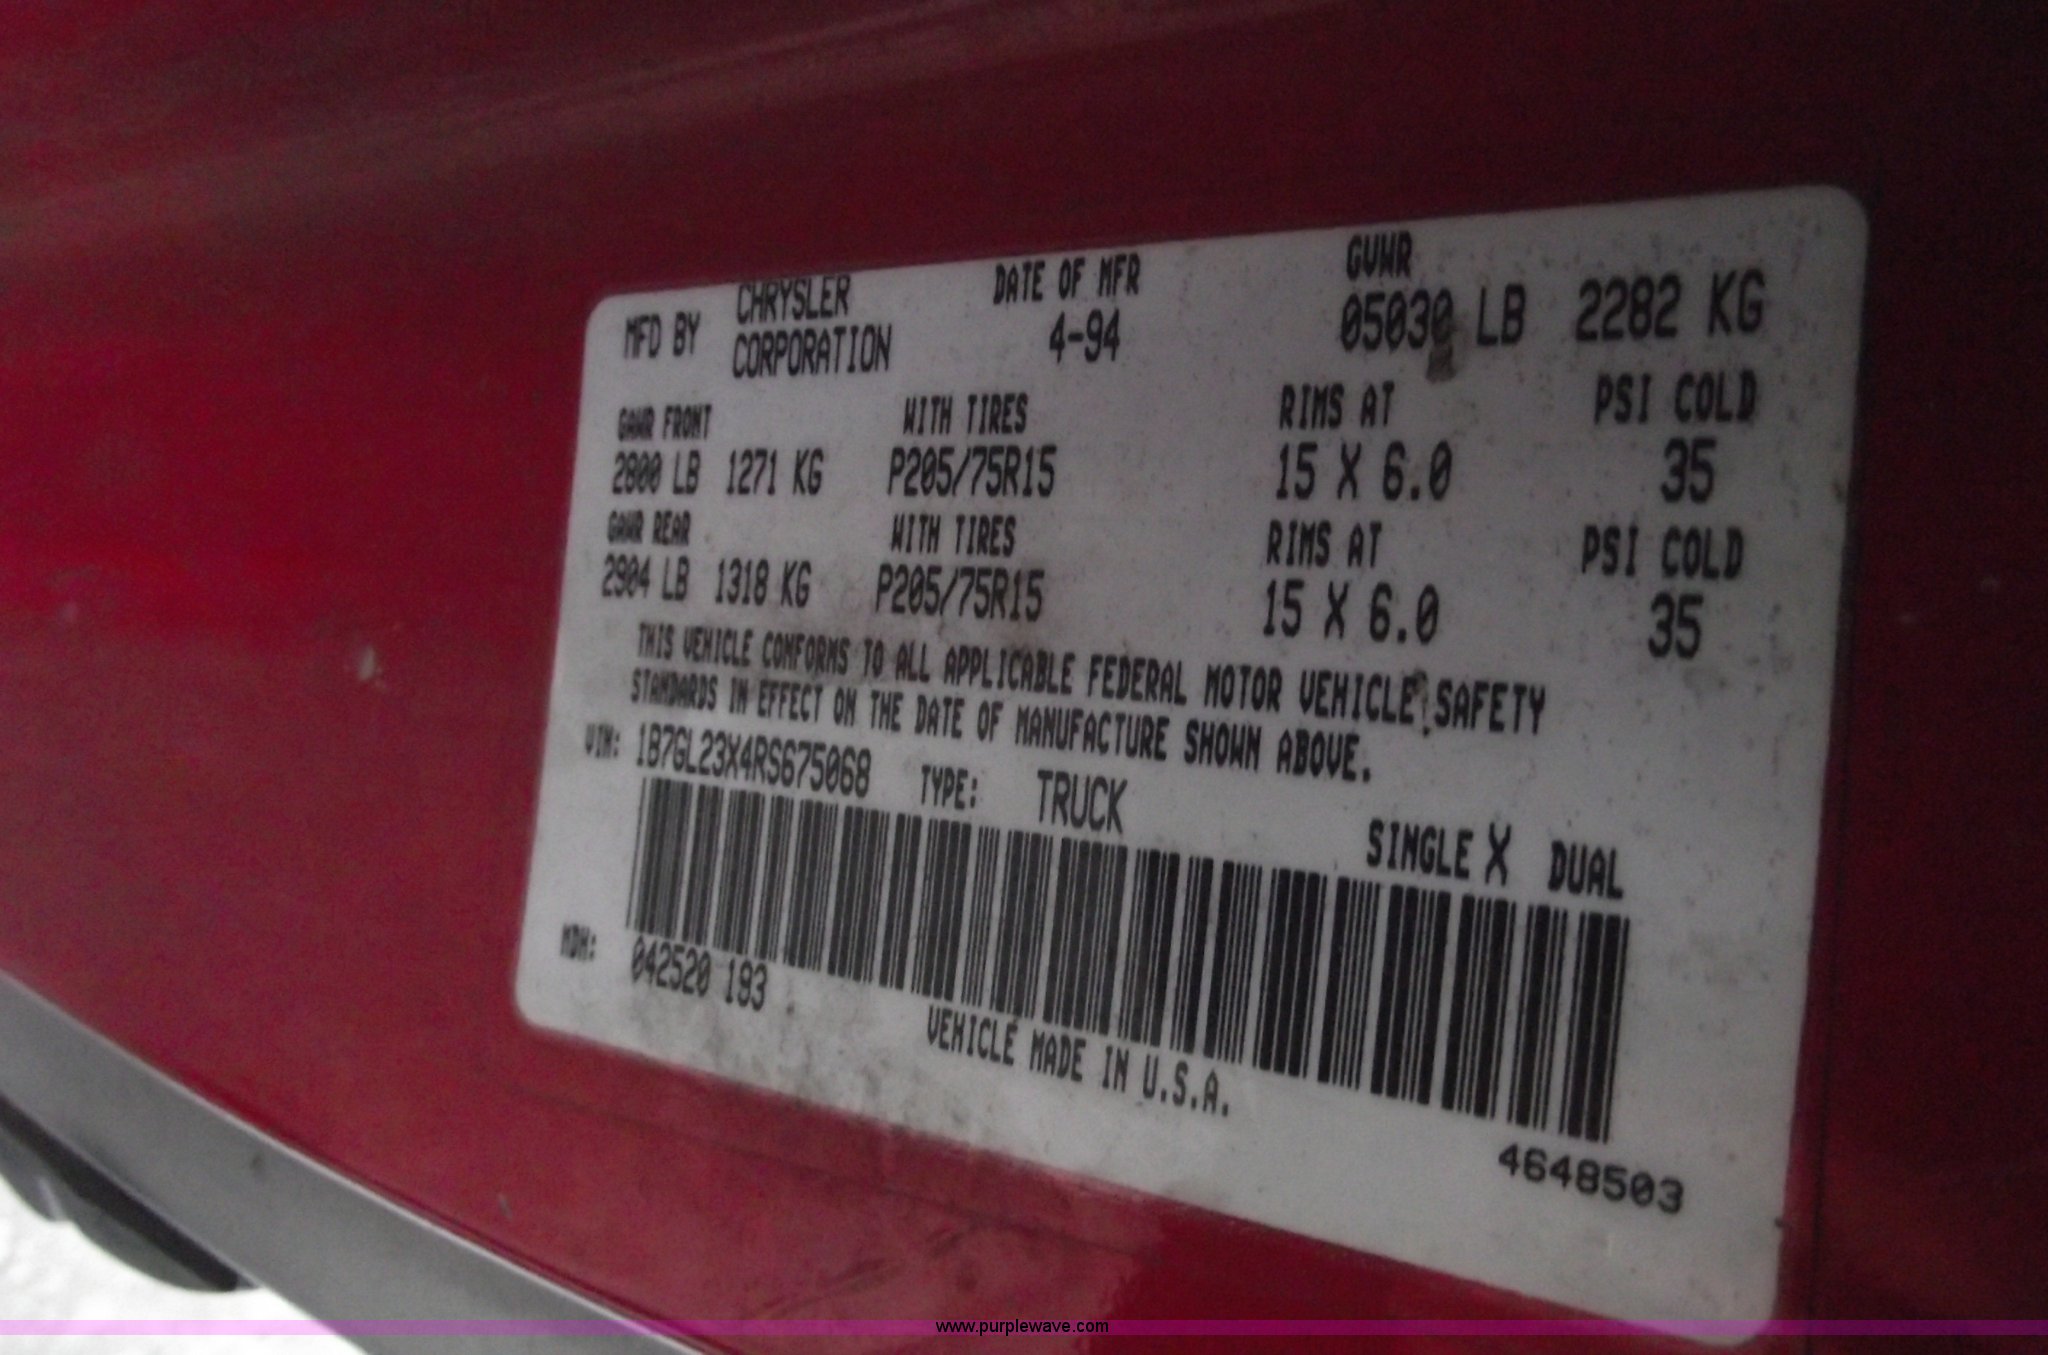 MFD BY CHRYSLER CORPORATION
DATE OF MFR
4-94
GVWR
05030 LB 2282 KG
GAWR FRONT WITH TIRES RIMS AT PSI COLD
2800 LB 1271 KG P205/75R15 15 X 6.0 35
GAWR REAR WITH TIRES RIMS AT PSI COLD
2904 LB 1318 KG P205/75R15 15 X 6.0 35
THIS VEHICLE CONFORMS TO ALL APPLICABLE FEDERAL MOTOR VEHICLE SAFETY
STANDARDS IN EFFECT ON THE DATE OF MANUFACTURE SHOWN ABOVE.
VIN: 1B7GL23X4RS675068 TYPE: TRUCK SINGLE X DUAL
MDH: 042520 193
VEHICLE MADE IN U.S.A.
4648503
www.purplewave.com